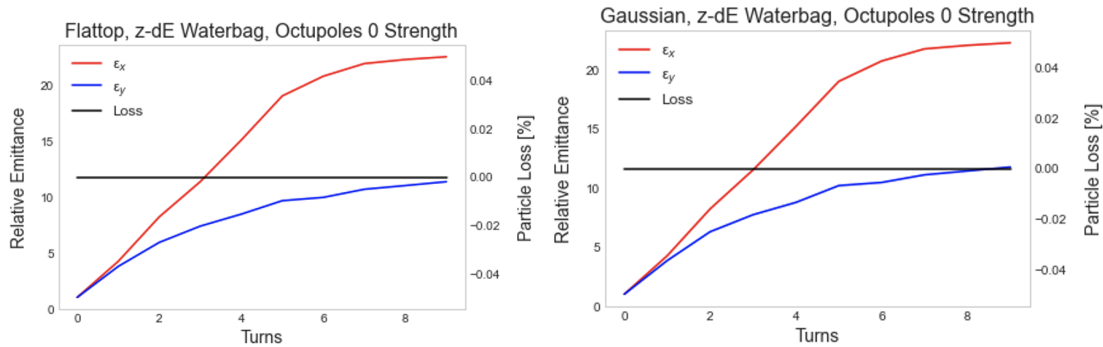 Flattop, z-dE Waterbag, Octupoles 0 Strength
εx
εy
Loss
Relative Emittance
20
15
10
5
0
0.04
0.02
0.00
−0.02
−0.04
Particle Loss [%]
0 2 4 6 8
Turns
Gaussian, z-dE Waterbag, Octupoles 0 Strength
εx
εy
Loss
Relative Emittance
20
15
10
5
0
0.04
0.02
0.00
−0.02
−0.04
Particle Loss [%]
0 2 4 6 8
Turns